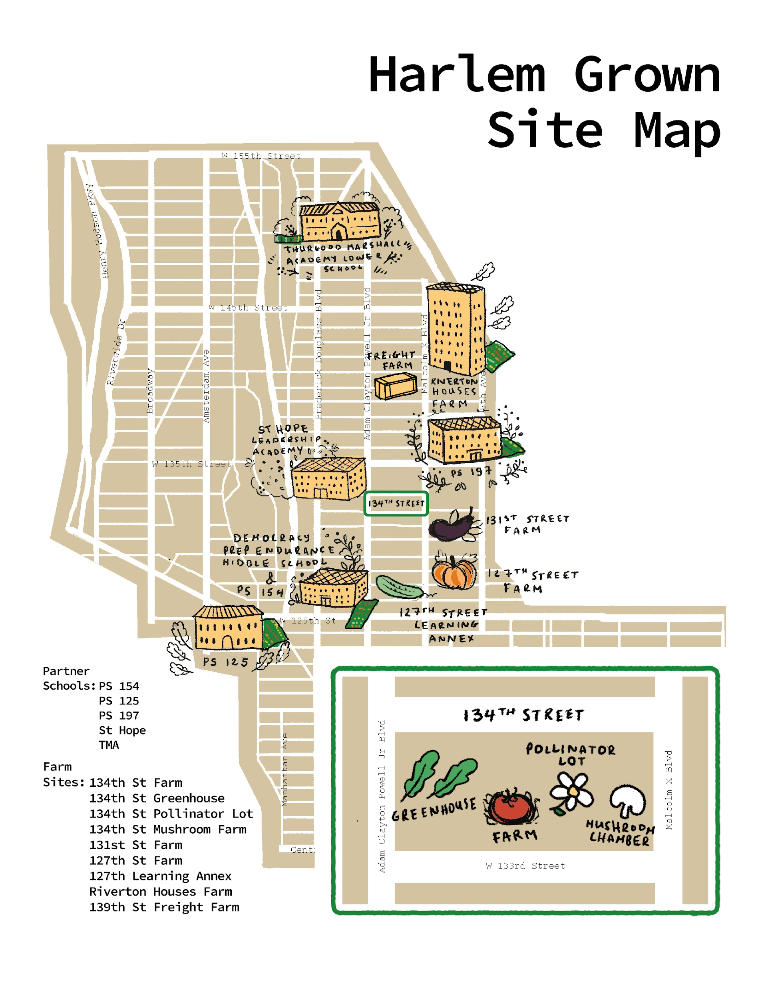 Harlem Grown
Site Map
W 155th Street
Henry Hudson Pkwy
THURGOOD MARSHALL
ACADEMY LOWER
SCHOOL
W 145th Street
Riverside Dr
Broadway
Amsterdam Ave
Frederick Douglass Blvd
Adam Clayton Powell Jr Blvd
Malcolm X Blvd
5th Ave
FREIGHT
FARM
RIVERTON
HOUSES
FARM
ST HOPE
LEADERSHIP
ACADEMY
W 135th Street
PS 197
134TH STREET
131ST STREET
FARM
DEMOCRACY
PREP ENDURANCE
MIDDLE SCHOOL
&
PS 154
127TH STREET
FARM
127TH STREET
LEARNING
ANNEX
W 125th St
PS 125
Manhattan Ave
Cent
Partner
Schools: PS 154
PS 125
PS 197
St Hope
TMA
Farm
Sites: 134th St Farm
134th St Greenhouse
134th St Pollinator Lot
134th St Mushroom Farm
131st St Farm
127th St Farm
127th Learning Annex
Riverton Houses Farm
139th St Freight Farm
134TH STREET
Adam Clayton Powell Jr Blvd
POLLINATOR
LOT
GREENHOUSE
FARM
MUSHROOM
CHAMBER
Malcolm X Blvd
W 133rd Street